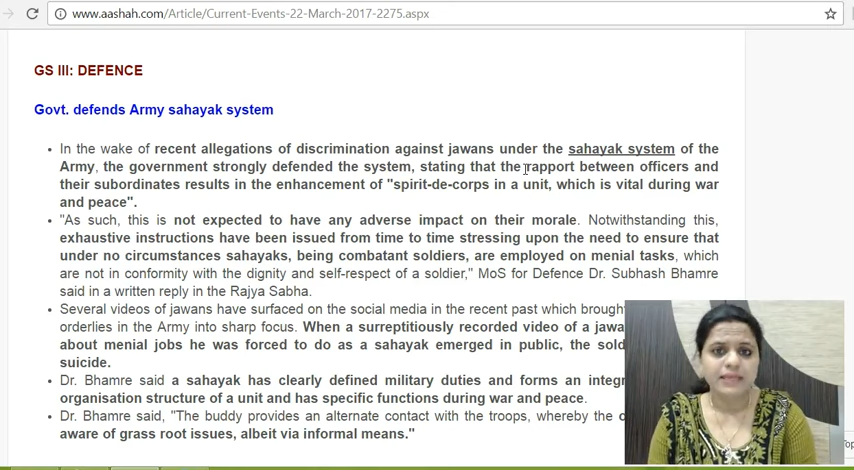 www.aashah.com/Article/Current-Events-22-March-2017-2275.aspx
GS III: DEFENCE
Govt. defends Army sahayak system
In the wake of recent allegations of discrimination against jawans under the sahayak system of the
Army, the government strongly defended the system, stating that the rapport between officers and
their subordinates results in the enhancement of "spirit-de-corps in a unit, which is vital during war
and peace".
"As such, this is not expected to have any adverse impact on their morale. Notwithstanding this,
exhaustive instructions have been issued from time to time stressing upon the need to ensure that
under no circumstances sahayaks, being combatant soldiers, are employed on menial tasks, which
are not in conformity with the dignity and self-respect of a soldier," MoS for Defence Dr. Subhash Bhamre
said in a written reply in the Rajya Sabha.
Several videos of jawans have surfaced on the social media in the recent past which brought
orderlies in the Army into sharp focus. When a surreptitiously recorded video of a
about menial jobs he was forced to do as a sahayak emerged in public, the
suicide.
Dr. Bhamre said a sahayak has clearly defined military duties and forms an
organisation structure of a unit and has specific functions during war and peace.
Dr. Bhamre said, "The buddy provides an alternate contact with the troops, whereby the
aware of grass root issues, albeit via informal means."